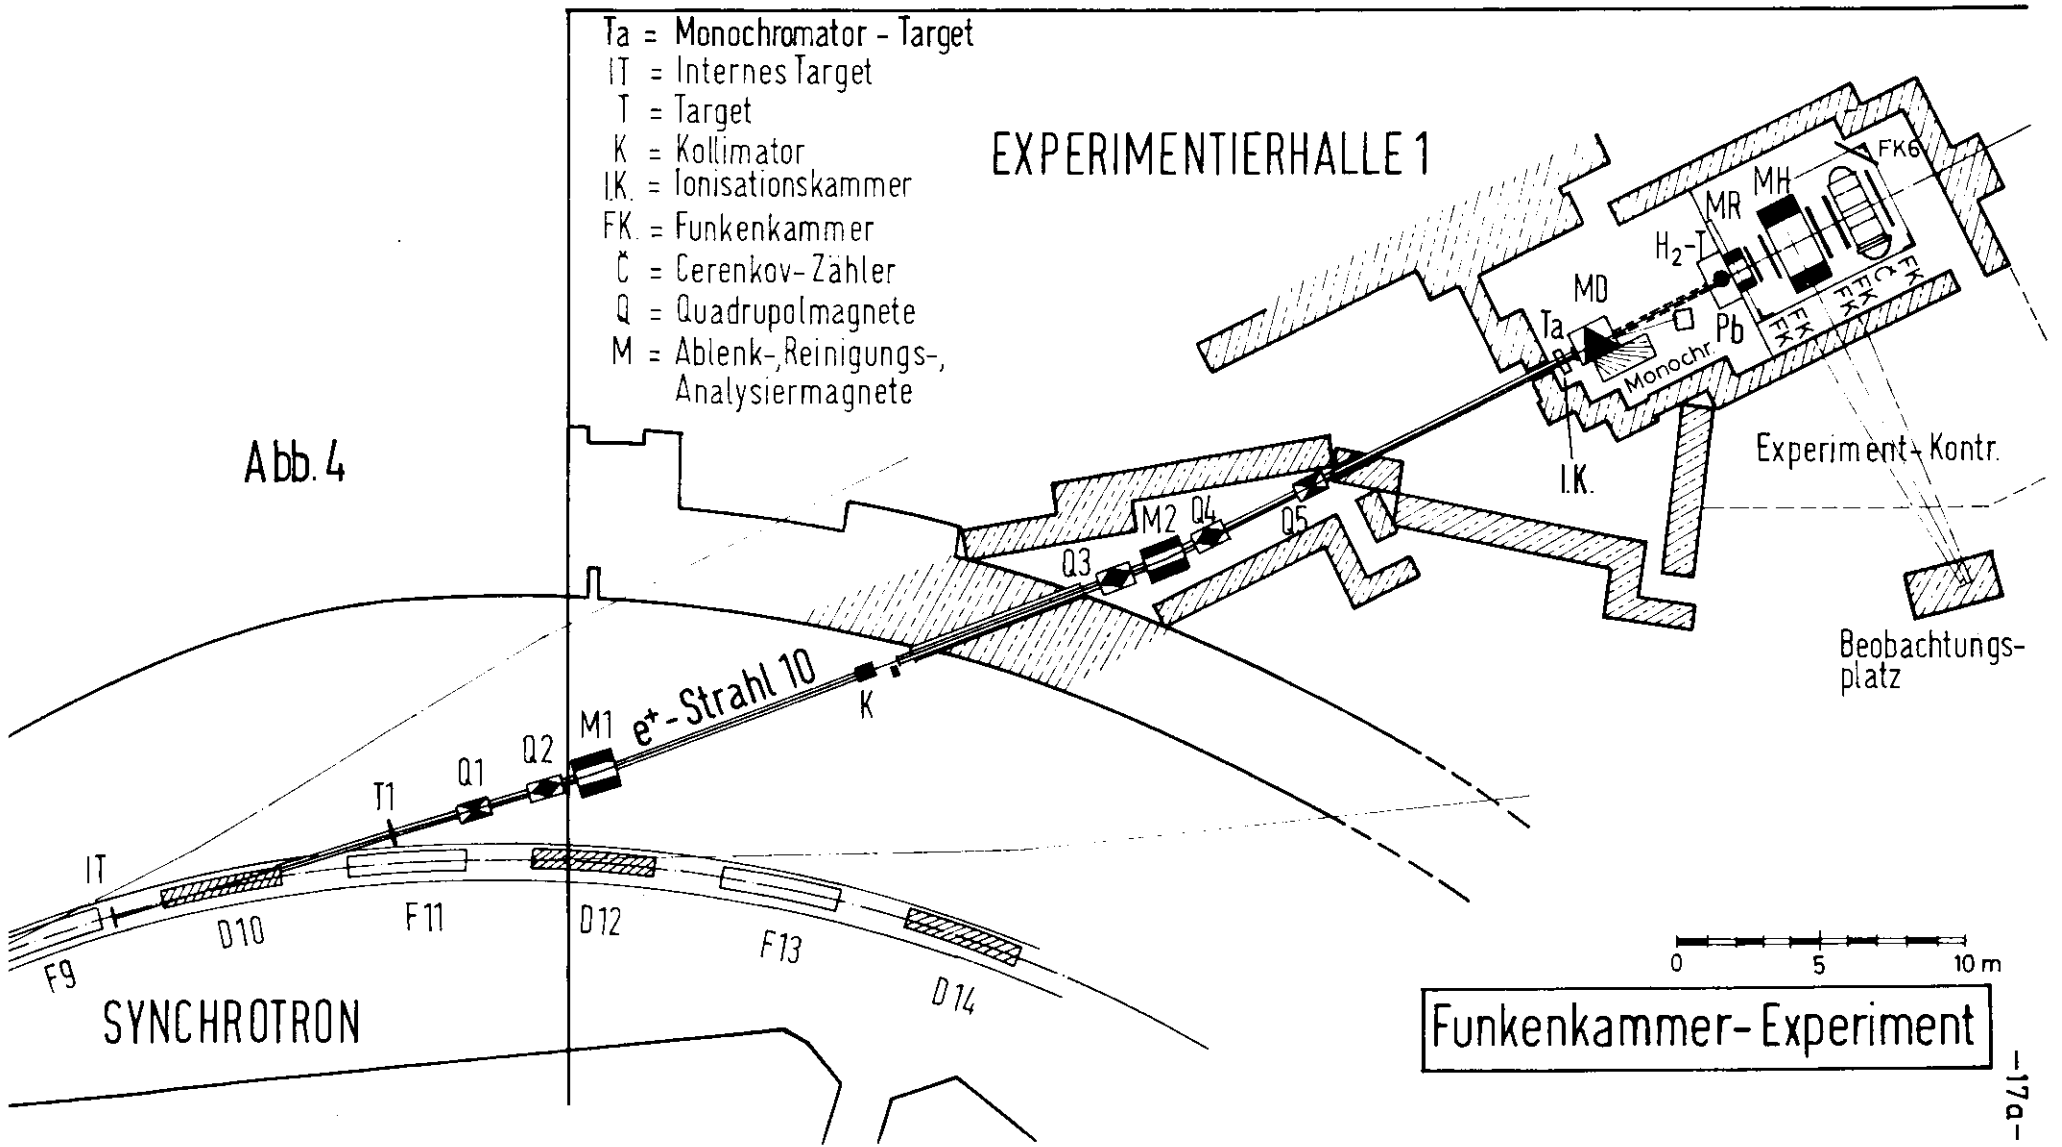 Ta = Monochromator - Target
IT = Internes Target
T = Target
K = Kollimator
I.K. = Ionisationskammer
FK. = Funkenkammer
Č = Cerenkov-Zähler
Q = Quadrupolmagnete
M = Ablenk-, Reinigungs-,
Analysiermagnete
EXPERIMENTIERHALLE 1
FK6
MH
MR
H₂-T
MD
Ta
Pb
Monochr.
FK
Č
FK
FK
FK
FK
I.K.
Experiment-Kontr.
Beobachtungs-
platz
Abb. 4
Q5
Q4
M2
Q3
K
e⁺-Strahl 10
M1
Q2
Q1
T1
IT
F9
D10
F11
D12
F13
D14
SYNCHROTRON
0 5 10 m
Funkenkammer-Experiment
-17a-